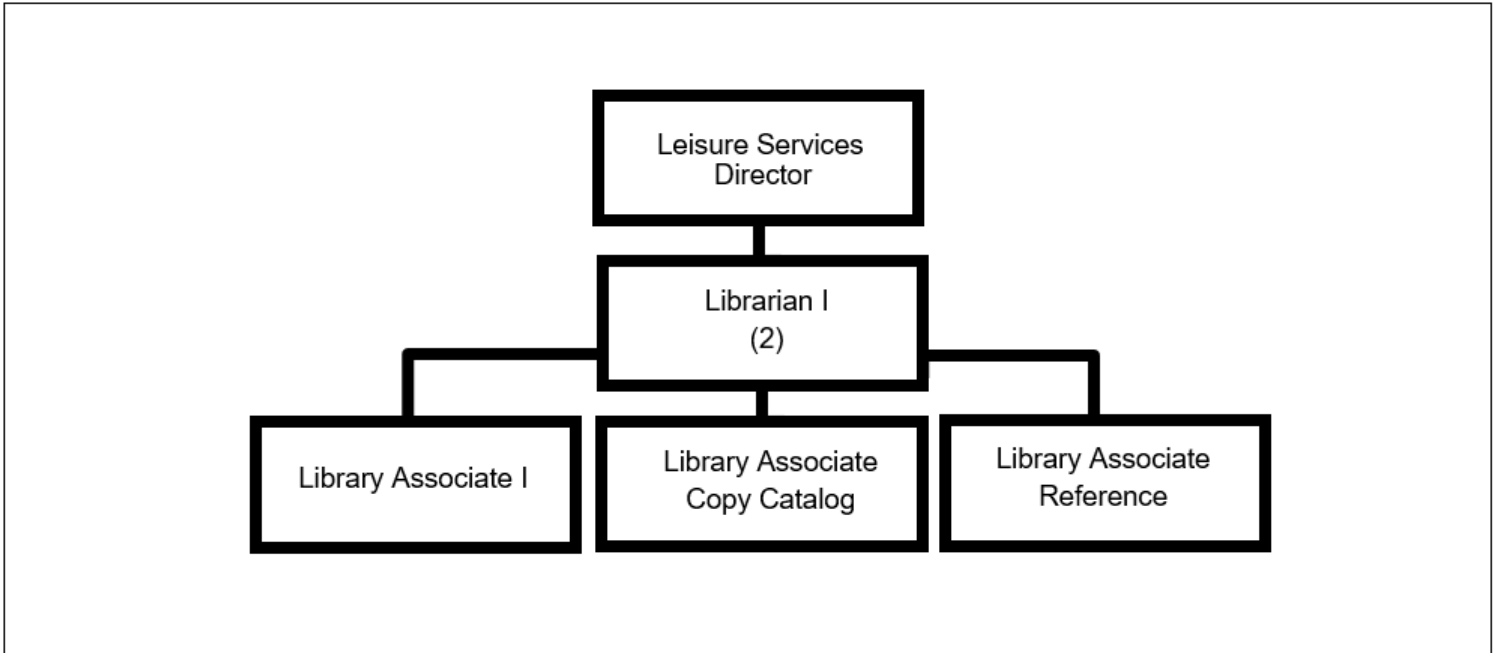 Leisure Services
Director
Librarian I
(2)
Library Associate I
Library Associate
Copy Catalog
Library Associate
Reference